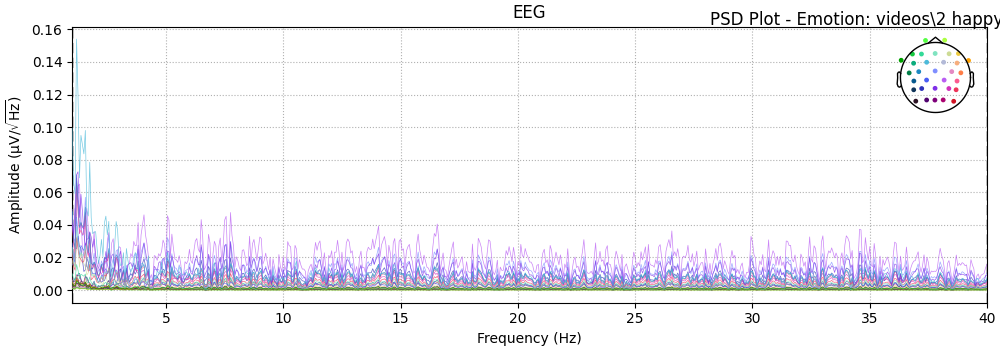 EEG
PSD Plot - Emotion: videos\2 happy
Amplitude (µV/√Hz)
0.16
0.14
0.12
0.10
0.08
0.06
0.04
0.02
0.00
5 10 15 20 25 30 35 40
Frequency (Hz)